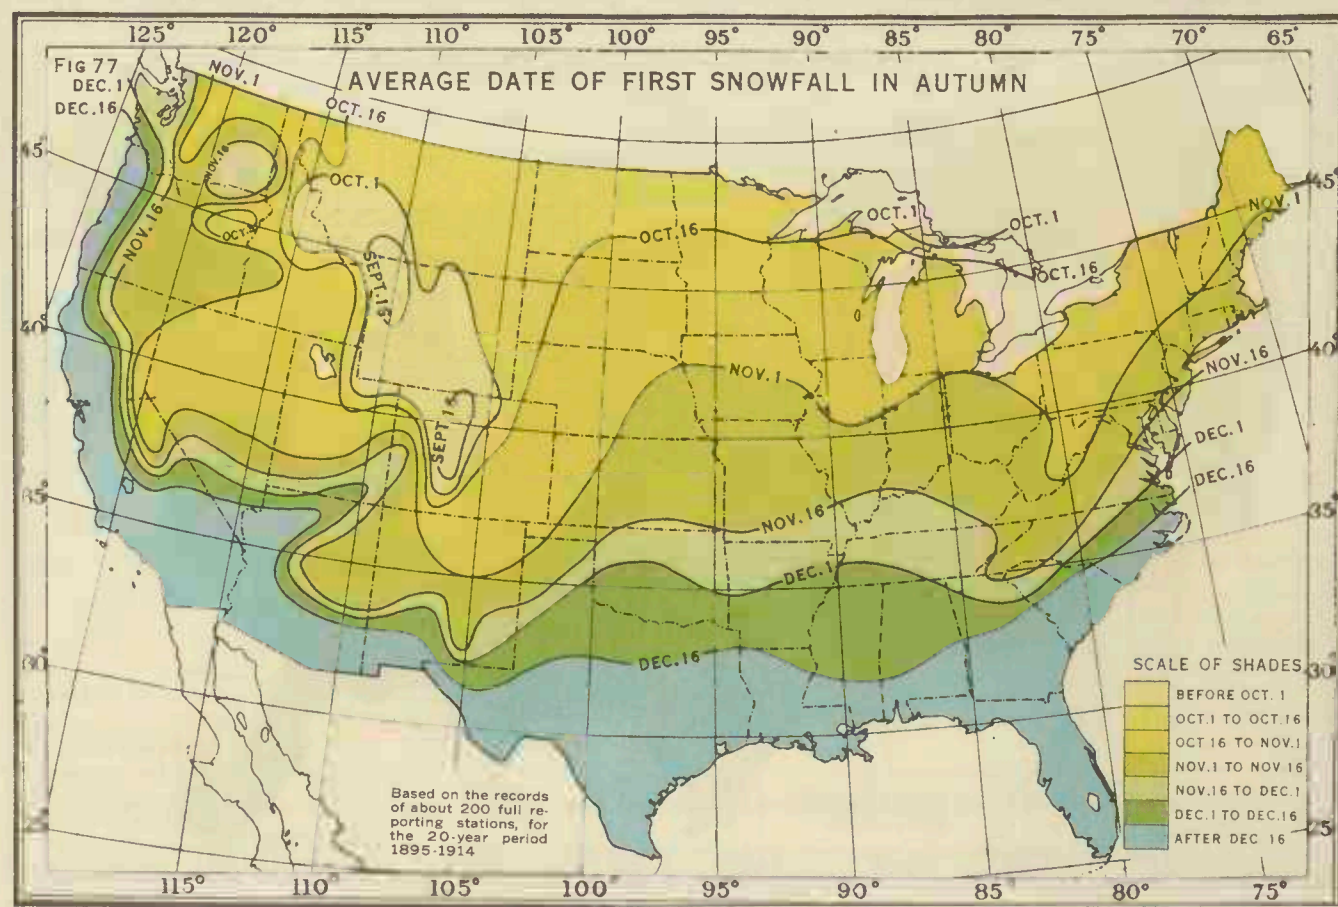 125° 120° 115° 110° 105° 100° 95° 90° 85° 80° 75° 70° 65°
FIG 77
AVERAGE DATE OF FIRST SNOWFALL IN AUTUMN
DEC.1
DEC.16
NOV.1
OCT.16
45°
NOV.16
OCT.1
OCT.1
OCT.1
45°
NOV.1
OCT.16
OCT.16
NOV.16
SEPT.15
40°
NOV.1
NOV.16
40°
DEC.1
DEC.16
35°
NOV.16
35°
DEC.1
30°
DEC.16
30°
SCALE OF SHADES
BEFORE OCT. 1
OCT.1 TO OCT.16
OCT 16 TO NOV.1
NOV.1 TO NOV 16
NOV.16 TO DEC.1
DEC.1 TO DEC.16
AFTER DEC 16
Based on the records
of about 200 full re-
porting stations, for
the 20-year period
1895-1914
115° 110° 105° 100° 95° 90° 85° 80° 75°